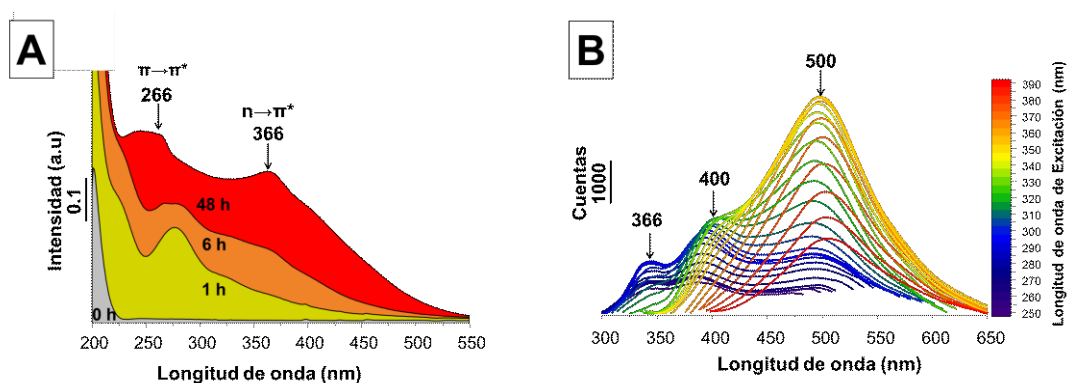 A
π→π*
266
n→π*
366
48 h
6 h
1 h
0 h
Intensidad (a.u)
0.1
200 250 300 350 400 450 500 550
Longitud de onda (nm)
B
500
400
366
Cuentas
1000
300 350 400 450 500 550 600 650
Longitud de onda (nm)
390
380
370
360
350
340
330
320
310
300
290
280
270
260
250
Longitud de onda de Excitación (nm)